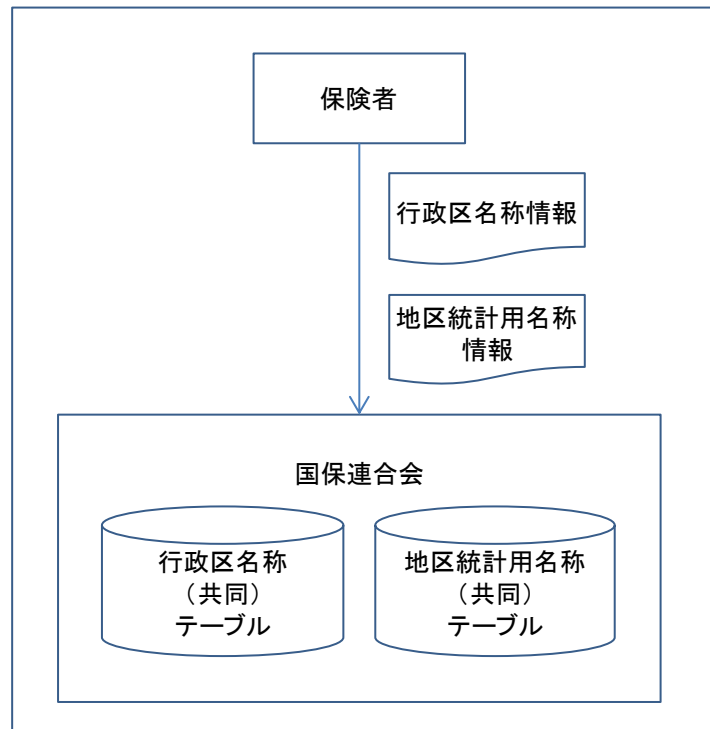 保険者
行政区名称情報
地区統計用名称
情報
国保連合会
行政区名称
（共同）
テーブル
地区統計用名称
（共同）
テーブル